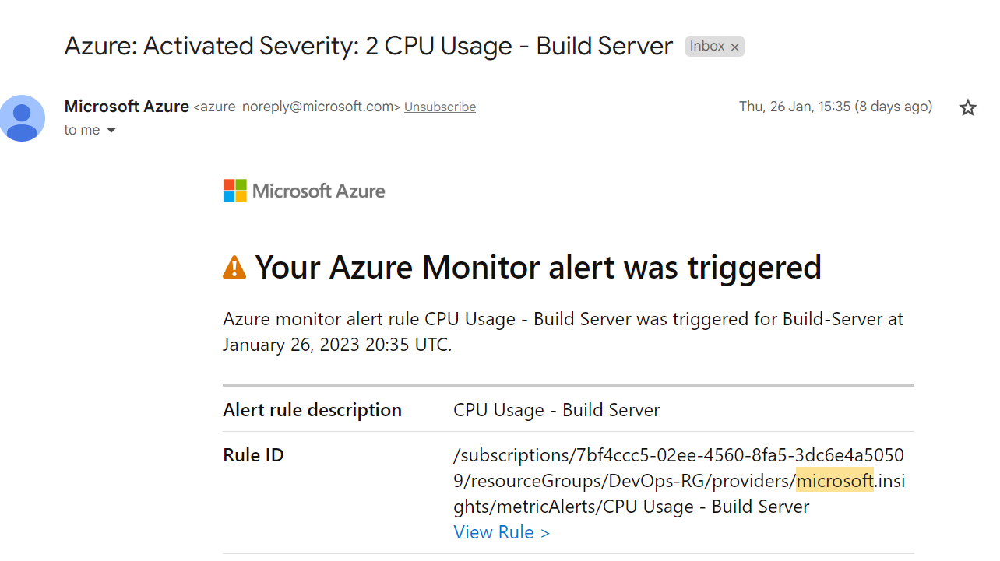 Azure: Activated Severity: 2 CPU Usage - Build Server Inbox ×
Microsoft Azure <azure-noreply@microsoft.com> Unsubscribe Thu, 26 Jan, 15:35 (8 days ago)
to me
Microsoft Azure
Your Azure Monitor alert was triggered
Azure monitor alert rule CPU Usage - Build Server was triggered for Build-Server at
January 26, 2023 20:35 UTC.
Alert rule description CPU Usage - Build Server
Rule ID /subscriptions/7bf4ccc5-02ee-4560-8fa5-3dc6e4a5050
9/resourceGroups/DevOps-RG/providers/microsoft.insi
ghts/metricAlerts/CPU Usage - Build Server
View Rule >